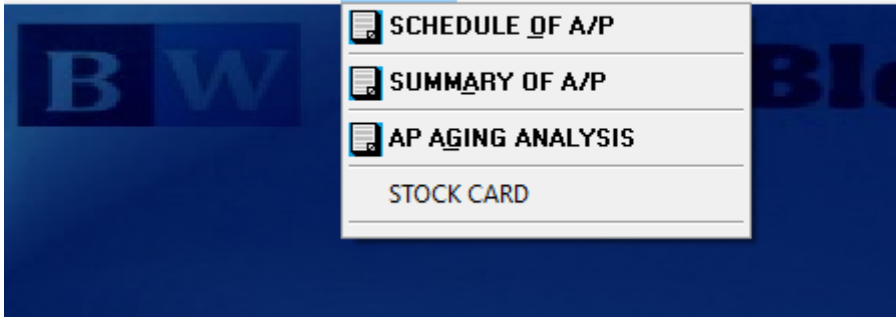 SCHEDULE OF A/P
SUMMARY OF A/P
AP AGING ANALYSIS
STOCK CARD
B W